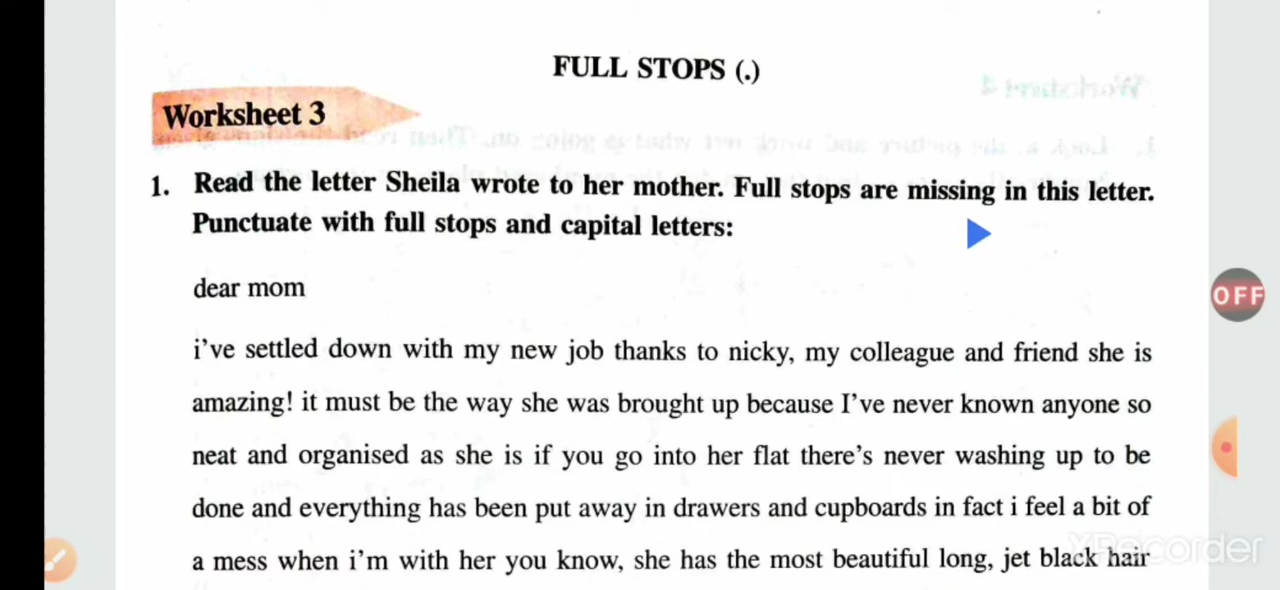 FULL STOPS (.)
Worksheet 3
1. Read the letter Sheila wrote to her mother. Full stops are missing in this letter.
Punctuate with full stops and capital letters:
dear mom
i've settled down with my new job thanks to nicky, my colleague and friend she is
amazing! it must be the way she was brought up because I've never known anyone so
neat and organised as she is if you go into her flat there's never washing up to be
done and everything has been put away in drawers and cupboards in fact i feel a bit of
a mess when i'm with her you know, she has the most beautiful long, jet black hair
OFF
XRecorder